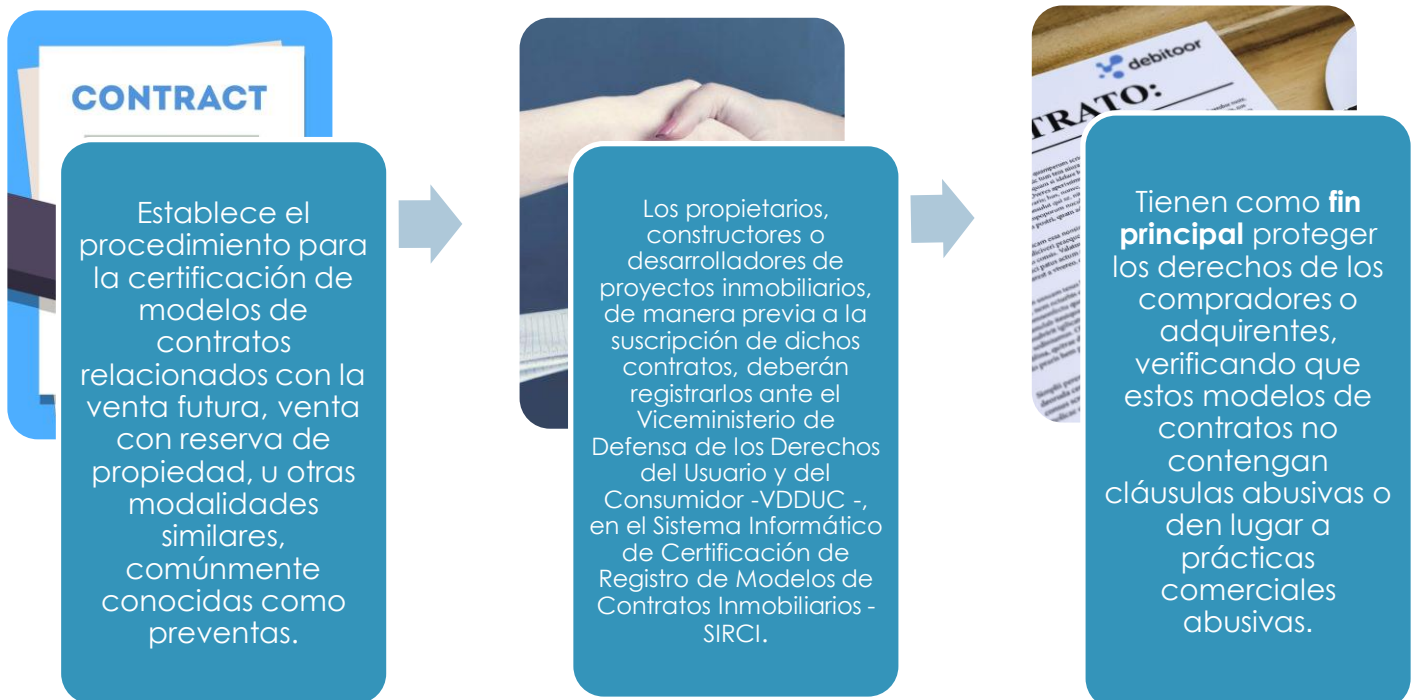 CONTRACT
Establece el
procedimiento para
la certificación de
modelos de
contratos
relacionados con la
venta futura, venta
con reserva de
propiedad, u otras
modalidades
similares,
comúnmente
conocidas como
preventas.
Los propietarios,
constructores o
desarrolladores de
proyectos inmobiliarios,
de manera previa a la
suscripción de dichos
contratos, deberán
registrarlos ante el
Viceministerio de
Defensa de los Derechos
del Usuario y del
Consumidor -VDDUC -,
en el Sistema Informático
de Certificación de
Registro de Modelos de
Contratos Inmobiliarios -
SIRCI.
debitoor
TRATO:
Tienen como fin
principal proteger
los derechos de los
compradores o
adquirentes,
verificando que
estos modelos de
contratos no
contengan
cláusulas abusivas o
den lugar a
prácticas
comerciales
abusivas.